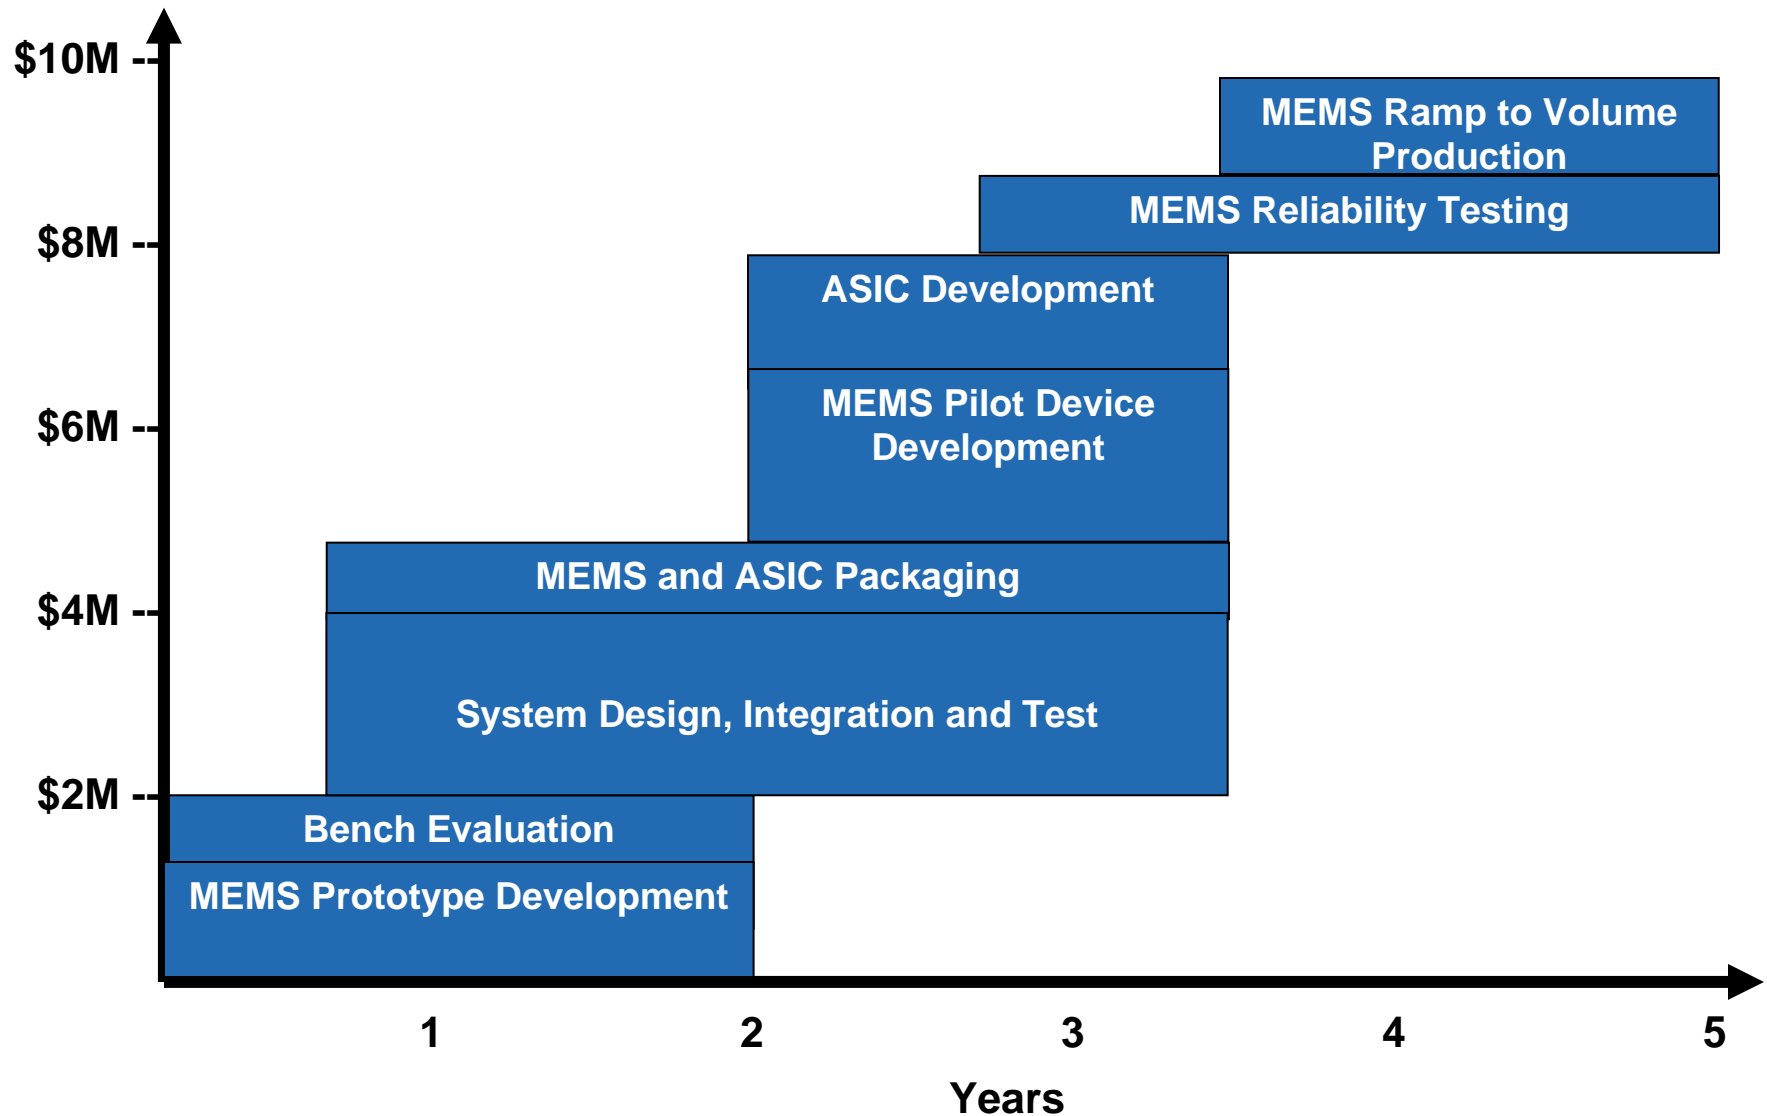 $10M --
MEMS Ramp to Volume
Production
MEMS Reliability Testing
$8M --
ASIC Development
MEMS Pilot Device
Development
$6M --
MEMS and ASIC Packaging
$4M --
System Design, Integration and Test
$2M --
Bench Evaluation
MEMS Prototype Development
1 2 3 4 5
Years